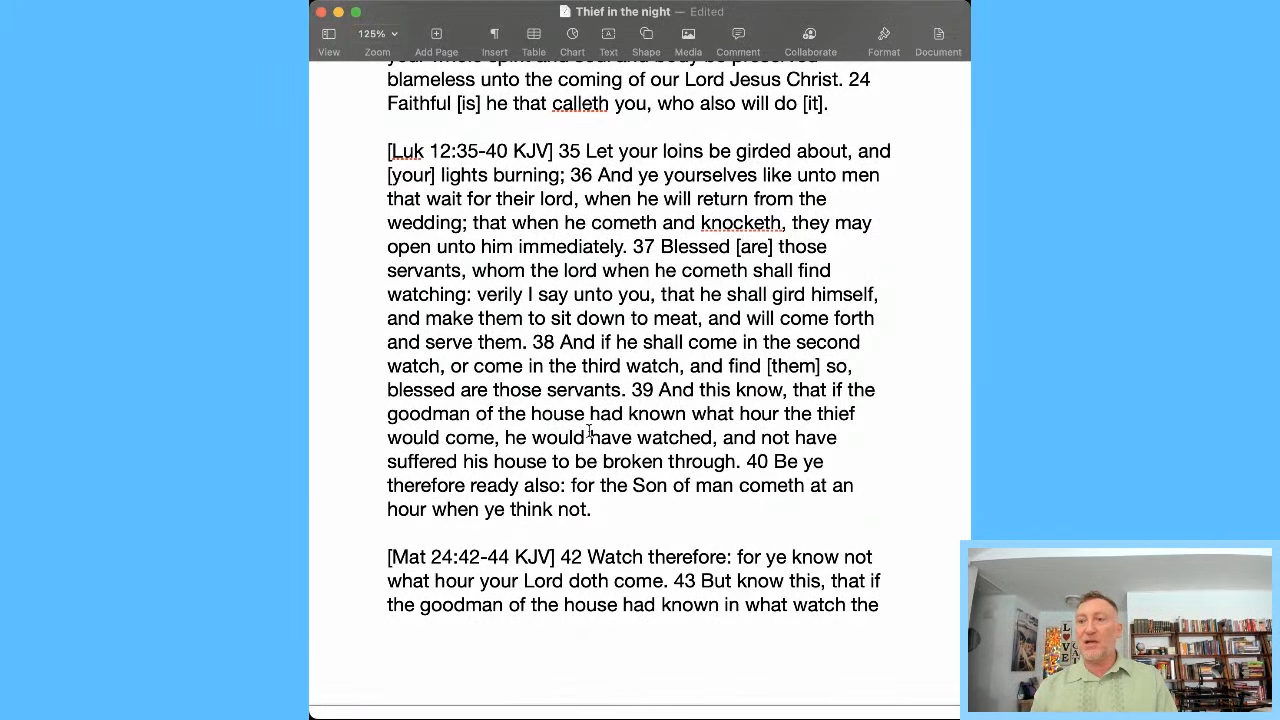 Thief in the night — Edited
125%
View Zoom Add Page Insert Table Chart Text Shape Media Comment Collaborate Format Document
your whole spirit and soul and body be preserved
blameless unto the coming of our Lord Jesus Christ. 24
Faithful [is] he that calleth you, who also will do [it].
[Luk 12:35-40 KJV] 35 Let your loins be girded about, and
[your] lights burning; 36 And ye yourselves like unto men
that wait for their lord, when he will return from the
wedding; that when he cometh and knocketh, they may
open unto him immediately. 37 Blessed [are] those
servants, whom the lord when he cometh shall find
watching: verily I say unto you, that he shall gird himself,
and make them to sit down to meat, and will come forth
and serve them. 38 And if he shall come in the second
watch, or come in the third watch, and find [them] so,
blessed are those servants. 39 And this know, that if the
goodman of the house had known what hour the thief
would come, he would have watched, and not have
suffered his house to be broken through. 40 Be ye
therefore ready also: for the Son of man cometh at an
hour when ye think not.
[Mat 24:42-44 KJV] 42 Watch therefore: for ye know not
what hour your Lord doth come. 43 But know this, that if
the goodman of the house had known in what watch the